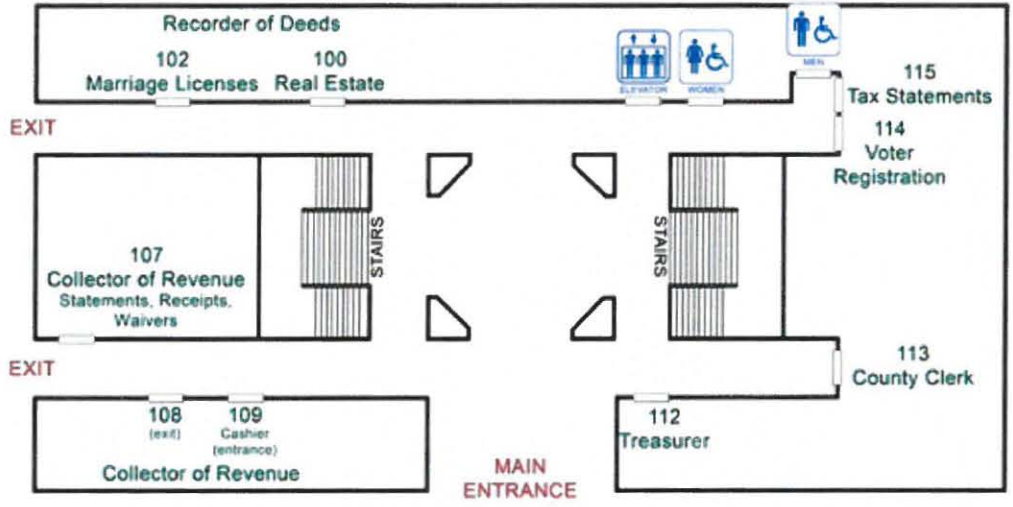 Recorder of Deeds
102
Marriage Licenses
100
Real Estate
ELEVATOR
WOMEN
MEN
115
Tax Statements
EXIT
114
Voter
Registration
STAIRS
STAIRS
107
Collector of Revenue
Statements, Receipts,
Waivers
EXIT
113
County Clerk
108
(exit)
109
Cashier
(entrance)
Collector of Revenue
112
Treasurer
MAIN
ENTRANCE